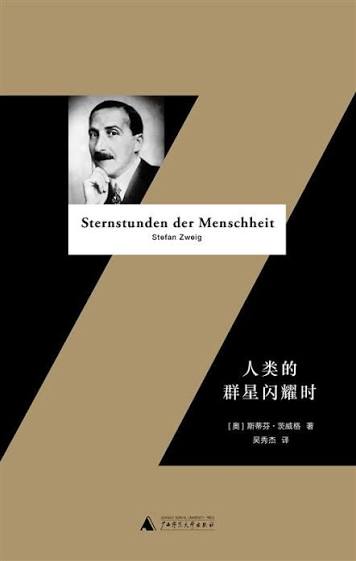 Sternstunden der Menschheit
Stefan Zweig
人类的
群星闪耀时
[奥] 斯蒂芬·茨威格 著
吴秀杰 译
广西师范大学出版社